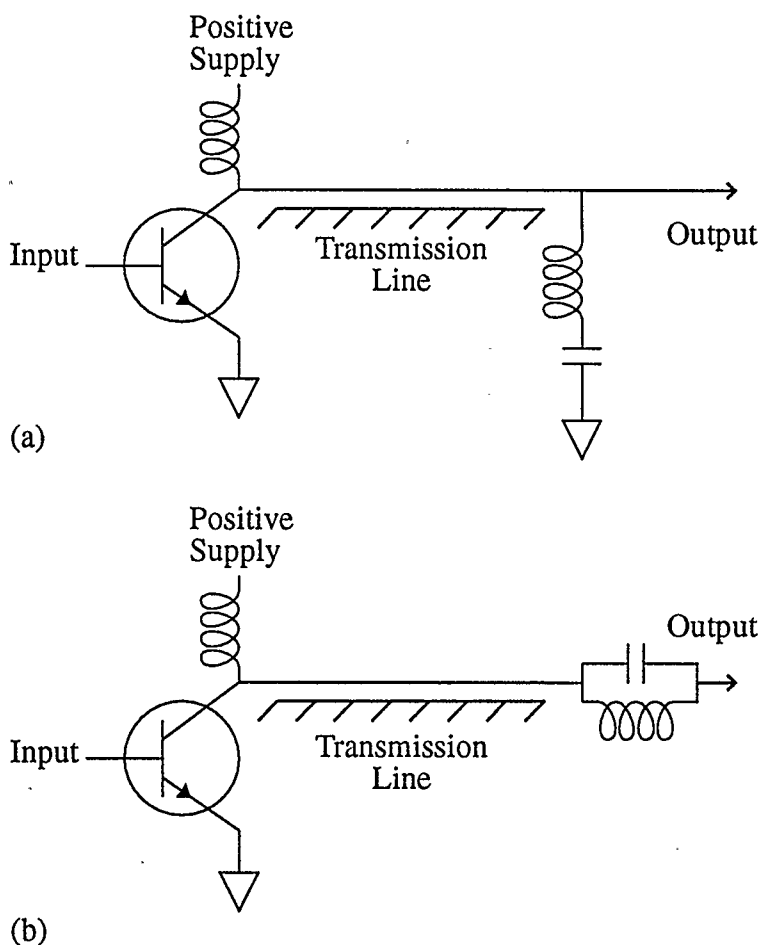 Positive
Supply
Input
Transmission
Line
Output
(a)
Positive
Supply
Output
Input
Transmission
Line
(b)